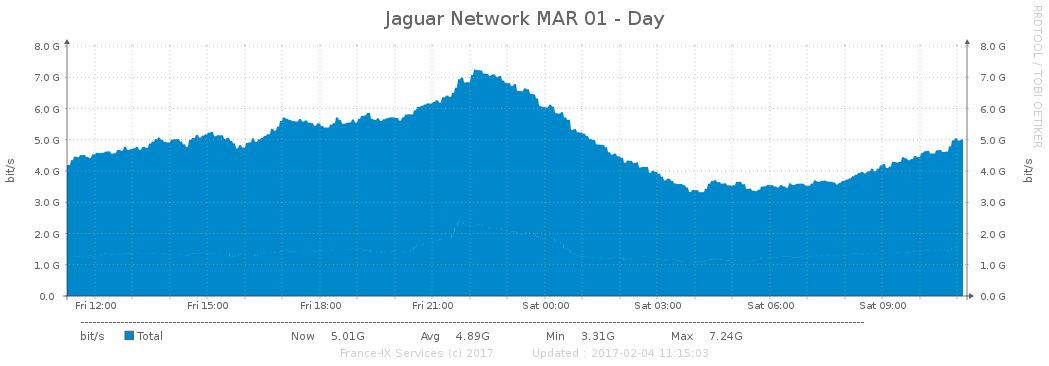 Jaguar Network MAR 01 - Day
RRDTOOL / TOBI OETIKER
8.0 G 8.0 G
7.0 G 7.0 G
6.0 G 6.0 G
5.0 G 5.0 G
4.0 G 4.0 G
3.0 G 3.0 G
2.0 G 2.0 G
1.0 G 1.0 G
0.0 0.0 G
bit/s
bit/s
Fri 12:00 Fri 15:00 Fri 18:00 Fri 21:00 Sat 00:00 Sat 03:00 Sat 06:00 Sat 09:00
bit/s Total Now 5.01G Avg 4.89G Min 3.31G Max 7.24G
France-IX Services (c) 2017 Updated : 2017-02-04 11:15:03